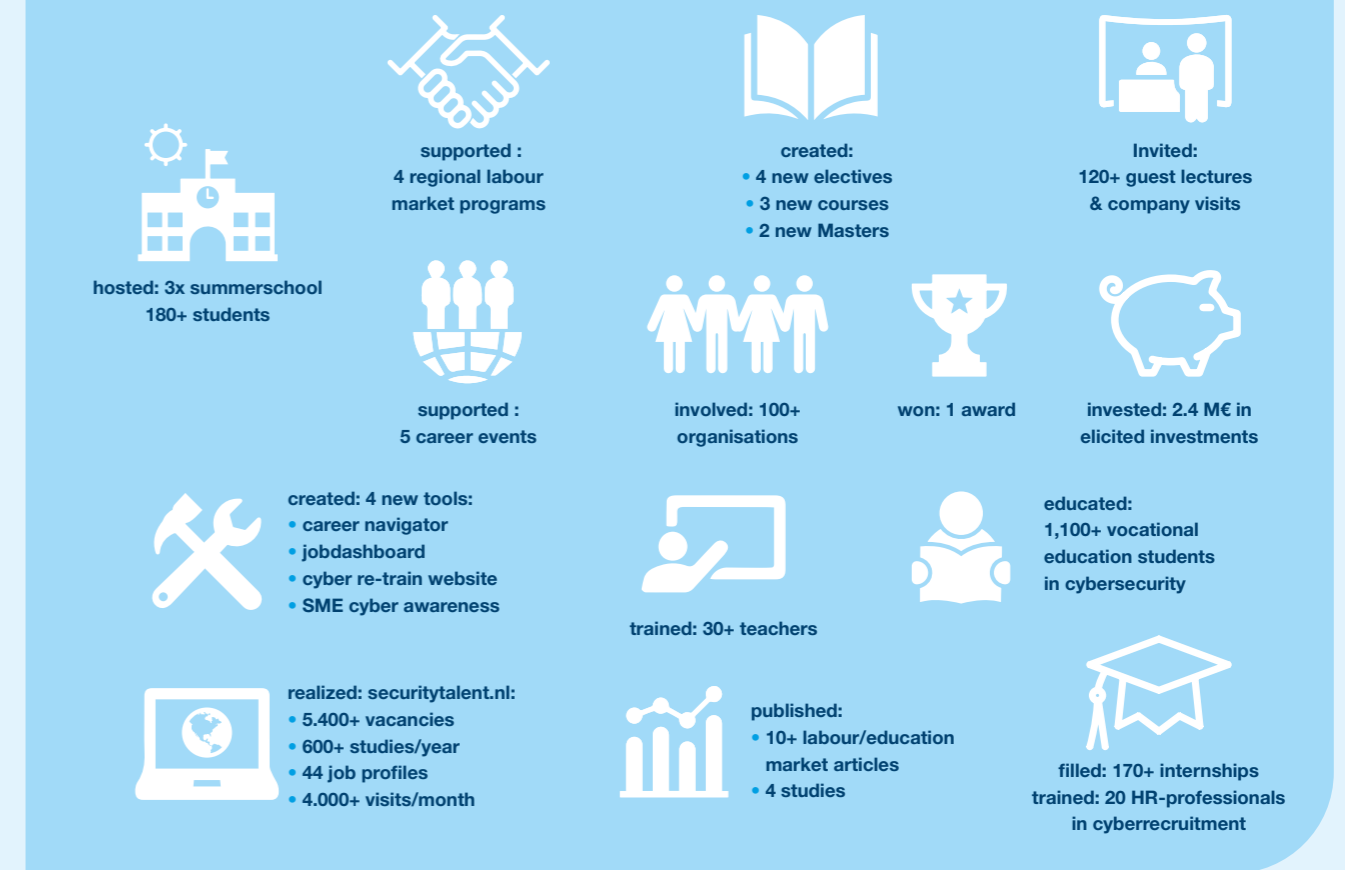 supported :
4 regional labour
market programs
created:
• 4 new electives
• 3 new courses
• 2 new Masters
Invited:
120+ guest lectures
& company visits
hosted: 3x summerschool
180+ students
supported :
5 career events
involved: 100+
organisations
won: 1 award
invested: 2.4 M€ in
elicited investments
created: 4 new tools:
• career navigator
• jobdashboard
• cyber re-train website
• SME cyber awareness
trained: 30+ teachers
educated:
1,100+ vocational
education students
in cybersecurity
realized: securitytalent.nl:
• 5.400+ vacancies
• 600+ studies/year
• 44 job profiles
• 4.000+ visits/month
published:
• 10+ labour/education
market articles
• 4 studies
filled: 170+ internships
trained: 20 HR-professionals
in cyberrecruitment